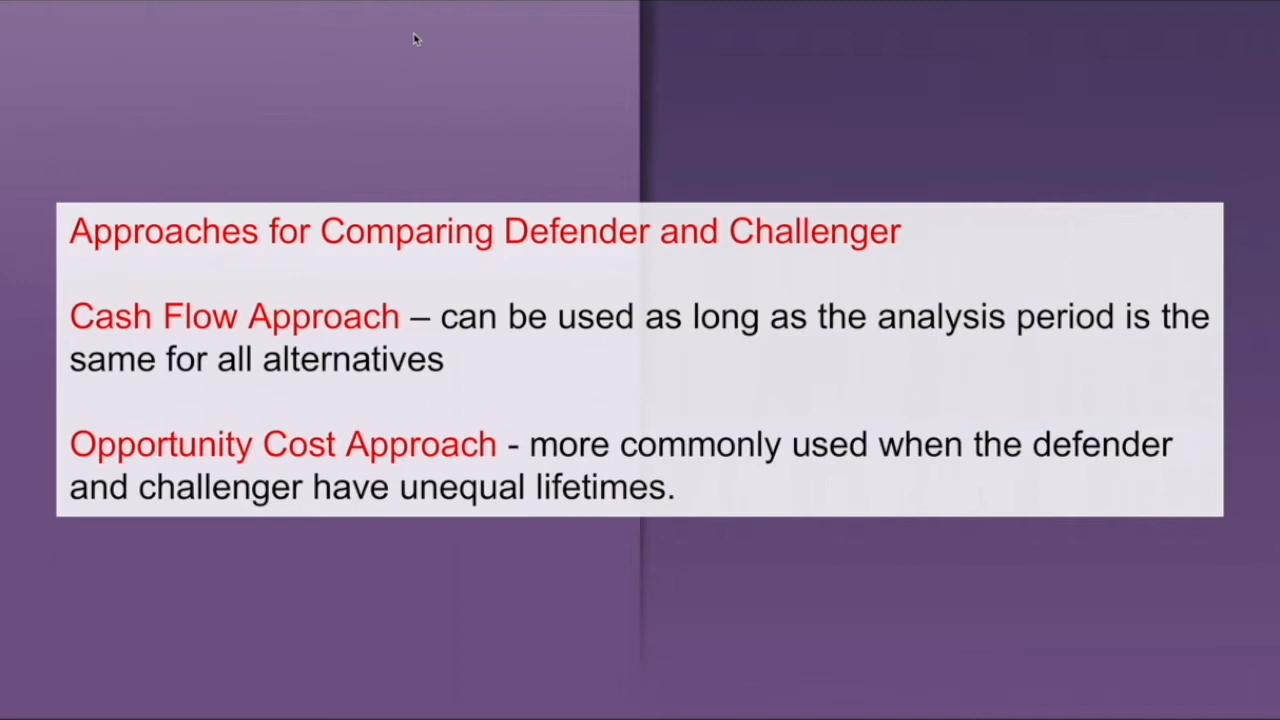 Approaches for Comparing Defender and Challenger
Cash Flow Approach – can be used as long as the analysis period is the
same for all alternatives
Opportunity Cost Approach - more commonly used when the defender
and challenger have unequal lifetimes.